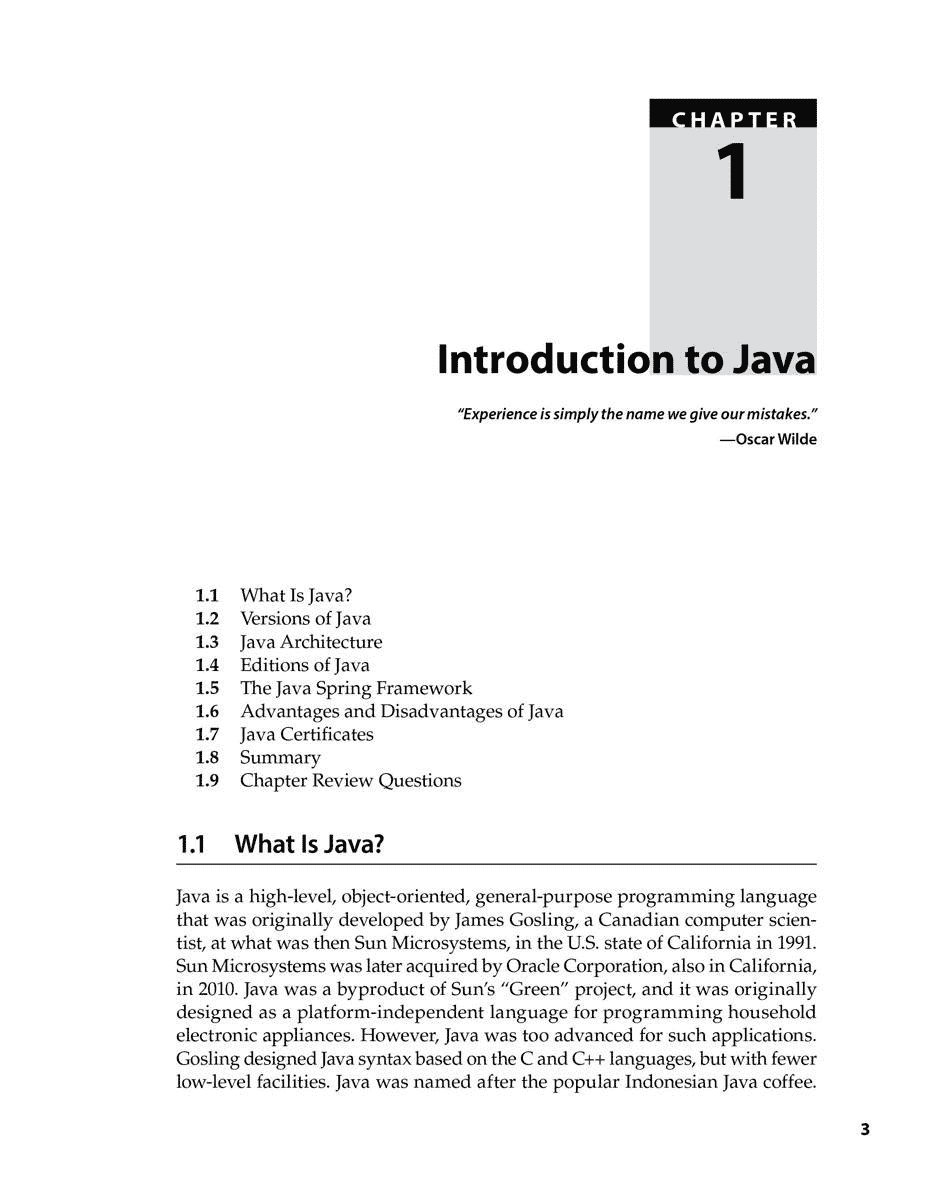 CHAPTER
1
Introduction to Java
“Experience is simply the name we give our mistakes.”
—Oscar Wilde
1.1 What Is Java?
1.2 Versions of Java
1.3 Java Architecture
1.4 Editions of Java
1.5 The Java Spring Framework
1.6 Advantages and Disadvantages of Java
1.7 Java Certificates
1.8 Summary
1.9 Chapter Review Questions
1.1 What Is Java?
Java is a high-level, object-oriented, general-purpose programming language
that was originally developed by James Gosling, a Canadian computer scien-
tist, at what was then Sun Microsystems, in the U.S. state of California in 1991.
Sun Microsystems was later acquired by Oracle Corporation, also in California,
in 2010. Java was a byproduct of Sun’s “Green” project, and it was originally
designed as a platform-independent language for programming household
electronic appliances. However, Java was too advanced for such applications.
Gosling designed Java syntax based on the C and C++ languages, but with fewer
low-level facilities. Java was named after the popular Indonesian Java coffee.
3